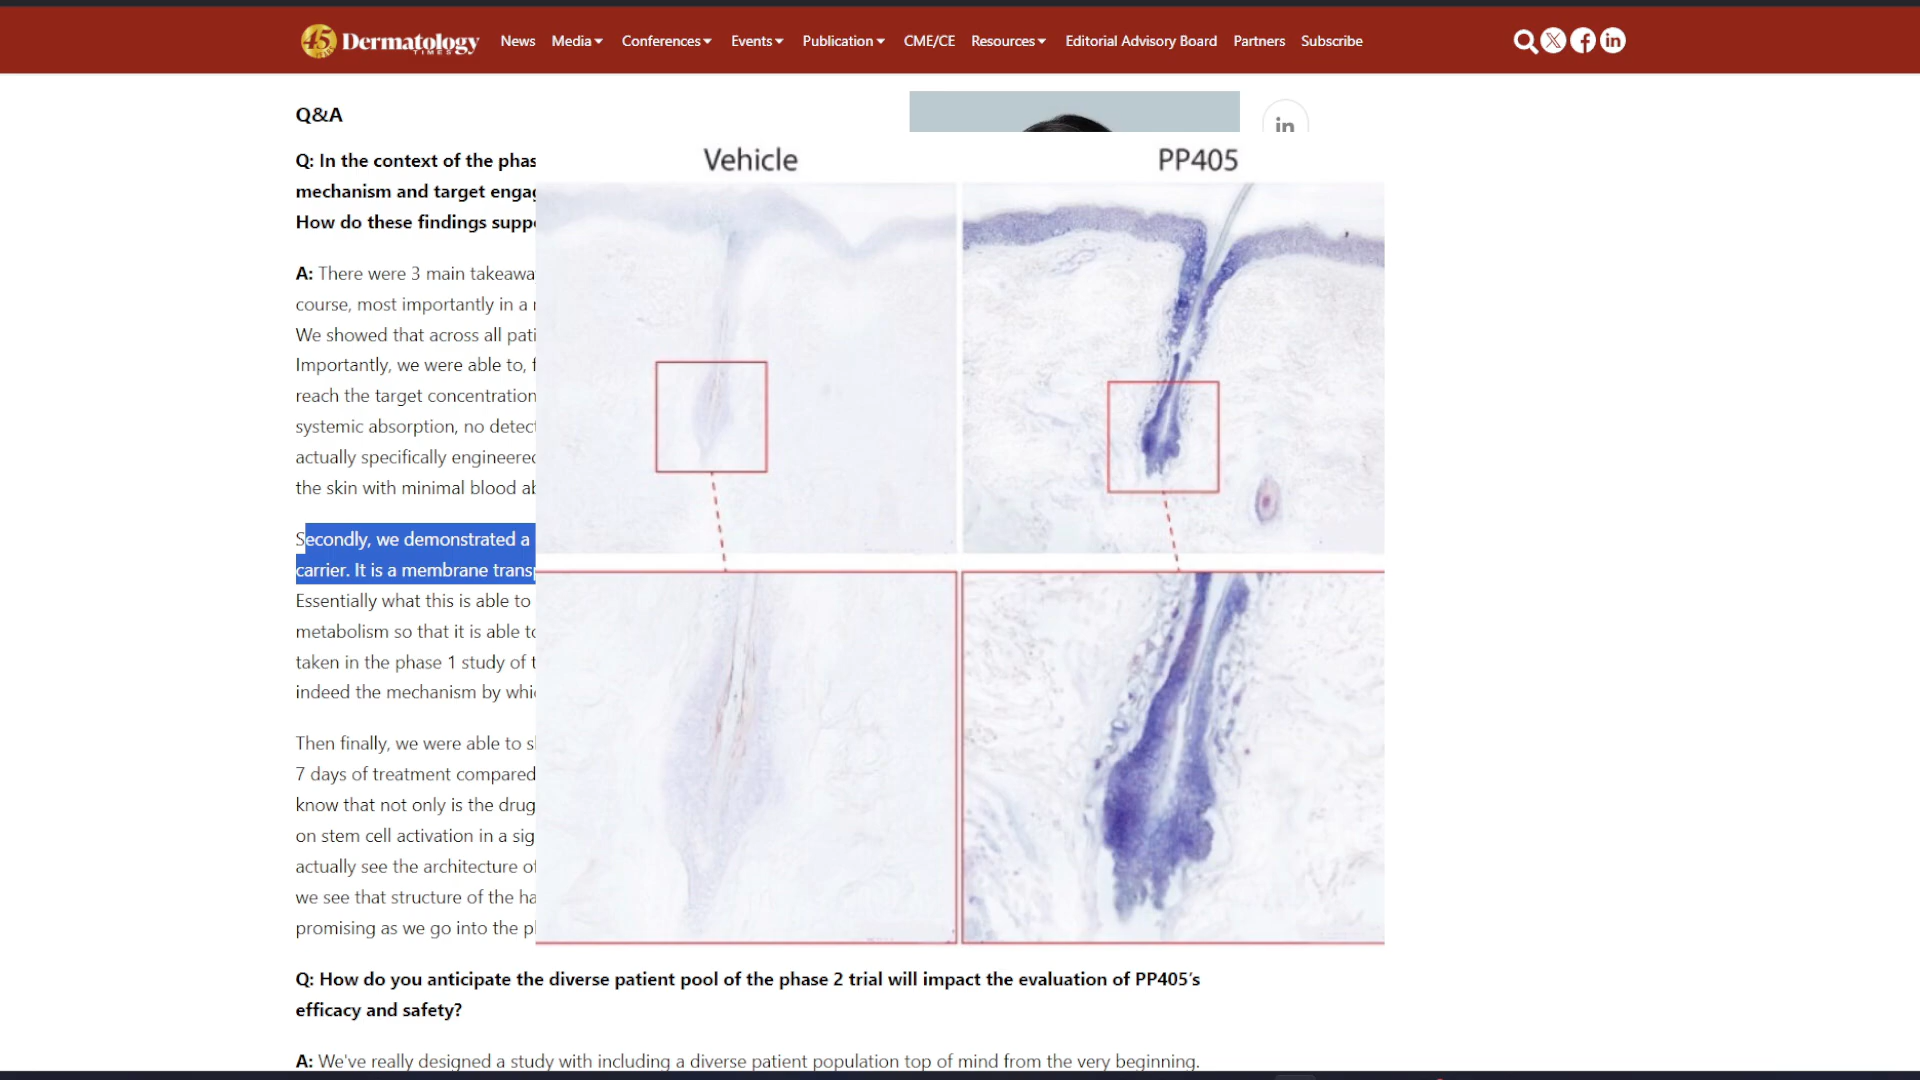 45 Dermatology TIMES News Media Conferences Events Publication CME/CE Resources Editorial Advisory Board Partners Subscribe
Q&A
Q: In the context of the phas
mechanism and target engag
How do these findings supp
A: There were 3 main takeawa
course, most importantly in a
We showed that across all pati
Importantly, we were able to,
reach the target concentration
systemic absorption, no detect
actually specifically engineered
the skin with minimal blood ab
Secondly, we demonstrated a
carrier. It is a membrane transp
Essentially what this is able to
metabolism so that it is able to
taken in the phase 1 study of t
indeed the mechanism by whi
Then finally, we were able to s
7 days of treatment compared
know that not only is the drug
on stem cell activation in a sig
actually see the architecture of
we see that structure of the ha
promising as we go into the p
Vehicle PP405
in
Q: How do you anticipate the diverse patient pool of the phase 2 trial will impact the evaluation of PP405's
efficacy and safety?
A: We've really designed a study with including a diverse patient population top of mind from the very beginning.